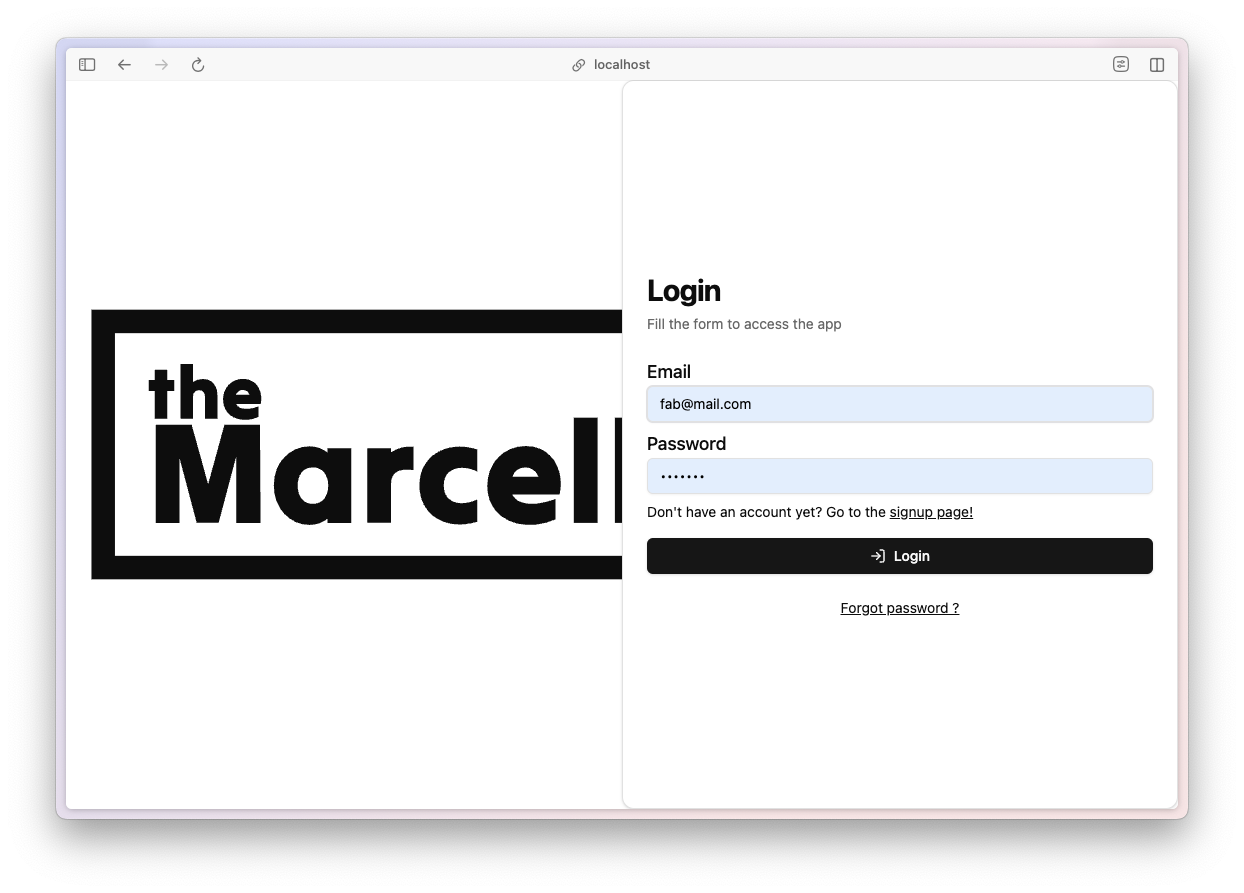 localhost
the
Marcell
Login
Fill the form to access the app
Email
fab@mail.com
Password
•••••••
Don't have an account yet? Go to the signup page!
Login
Forgot password ?